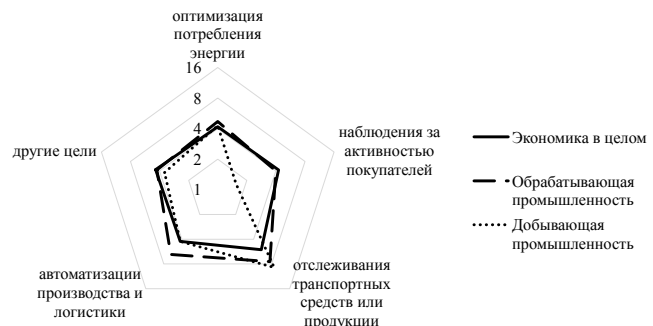 оптимизация
потребления
энергии
16
8
4
2
1
наблюдения за
активностью
покупателей
отслеживания
транспортных
средств или
продукции
автоматизации
производства и
логистики
другие цели
Экономика в целом
Обрабатывающая
промышленность
Добывающая
промышленность